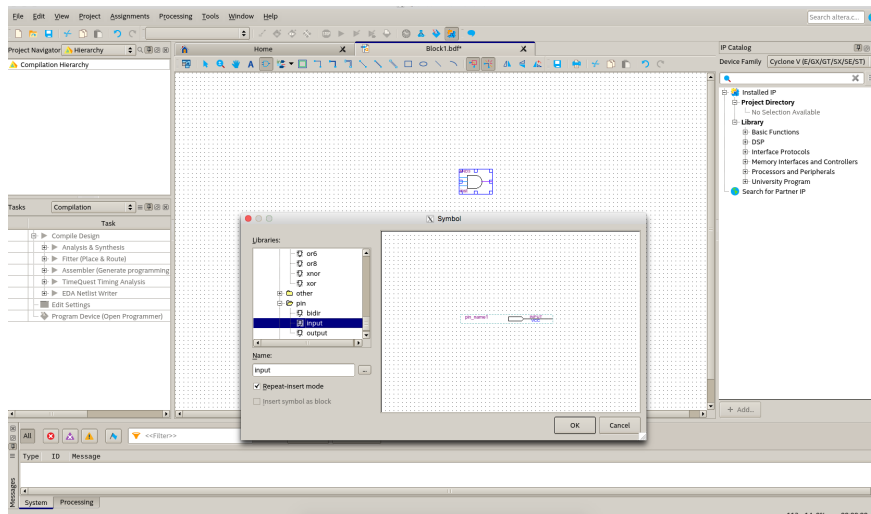 File Edit View Project Assignments Processing Tools Window Help
Search altera.c...
Project Navigator Hierarchy
Home
Block1.bdf*
IP Catalog
Compilation Hierarchy
Device Family Cyclone V (E/GX/GT/SX/SE/ST)
Installed IP
Project Directory
No Selection Available
Library
Basic Functions
DSP
Interface Protocols
Memory Interfaces and Controllers
Processors and Peripherals
University Program
Search for Partner IP
Tasks Compilation
Task
Compile Design
Analysis & Synthesis
Fitter (Place & Route)
Assembler (Generate programming
TimeQuest Timing Analysis
EDA Netlist Writer
Edit Settings
Program Device (Open Programmer)
Symbol
Libraries:
or6
or8
xnor
xor
other
pin
bidir
input
output
pin_name1
Name:
input
...
Repeat-insert mode
Insert symbol as block
OK Cancel
+ Add...
All
<<Filter>>
Type ID Message
Messages
System Processing